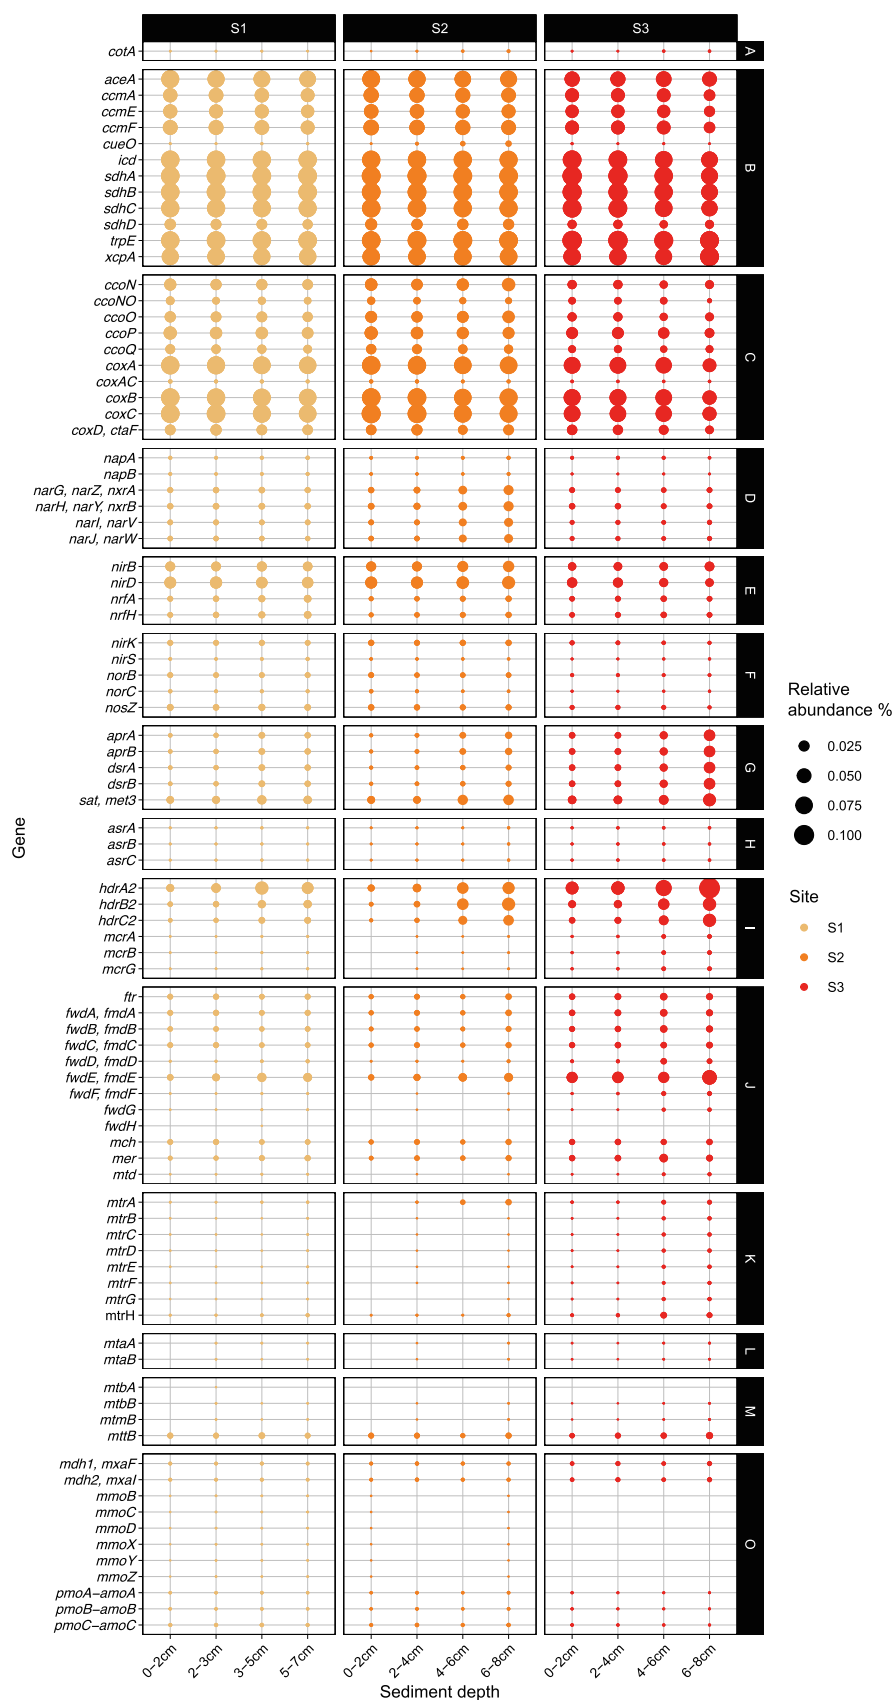 S1 S2 S3
cotA
A
aceA
ccmA
ccmE
ccmF
cueO
icd
sdhA
sdhB
sdhC
sdhD
trpE
xcpA
B
ccoN
ccoNO
ccoO
ccoP
ccoQ
coxA
coxAC
coxB
coxC
coxD, ctaF
C
napA
napB
narG, narZ, nxrA
narH, narY, nxrB
narI, narV
narJ, narW
D
nirB
nirD
nrfA
nrfH
E
nirK
nirS
norB
norC
nosZ
F
aprA
aprB
dsrA
dsrB
sat, met3
G
asrA
asrB
asrC
H
hdrA2
hdrB2
hdrC2
mcrA
mcrB
mcrG
I
ftr
fwdA, fmdA
fwdB, fmdB
fwdC, fmdC
fwdD, fmdD
fwdE, fmdE
fwdF, fmdF
fwdG
fwdH
mch
mer
mtd
J
mtrA
mtrB
mtrC
mtrD
mtrE
mtrF
mtrG
mtrH
K
mtaA
mtaB
L
mtbA
mtbB
mtmB
mttB
M
mdh1, mxaF
mdh2, mxaI
mmoB
mmoC
mmoD
mmoX
mmoY
mmoZ
pmoA−amoA
pmoB−amoB
pmoC−amoC
O
0−2cm 2−3cm 3−5cm 5−7cm 0−2cm 2−4cm 4−6cm 6−8cm 0−2cm 2−4cm 4−6cm 6−8cm
Sediment depth
Gene
Relative
abundance %
0.025
0.050
0.075
0.100
Site
S1
S2
S3